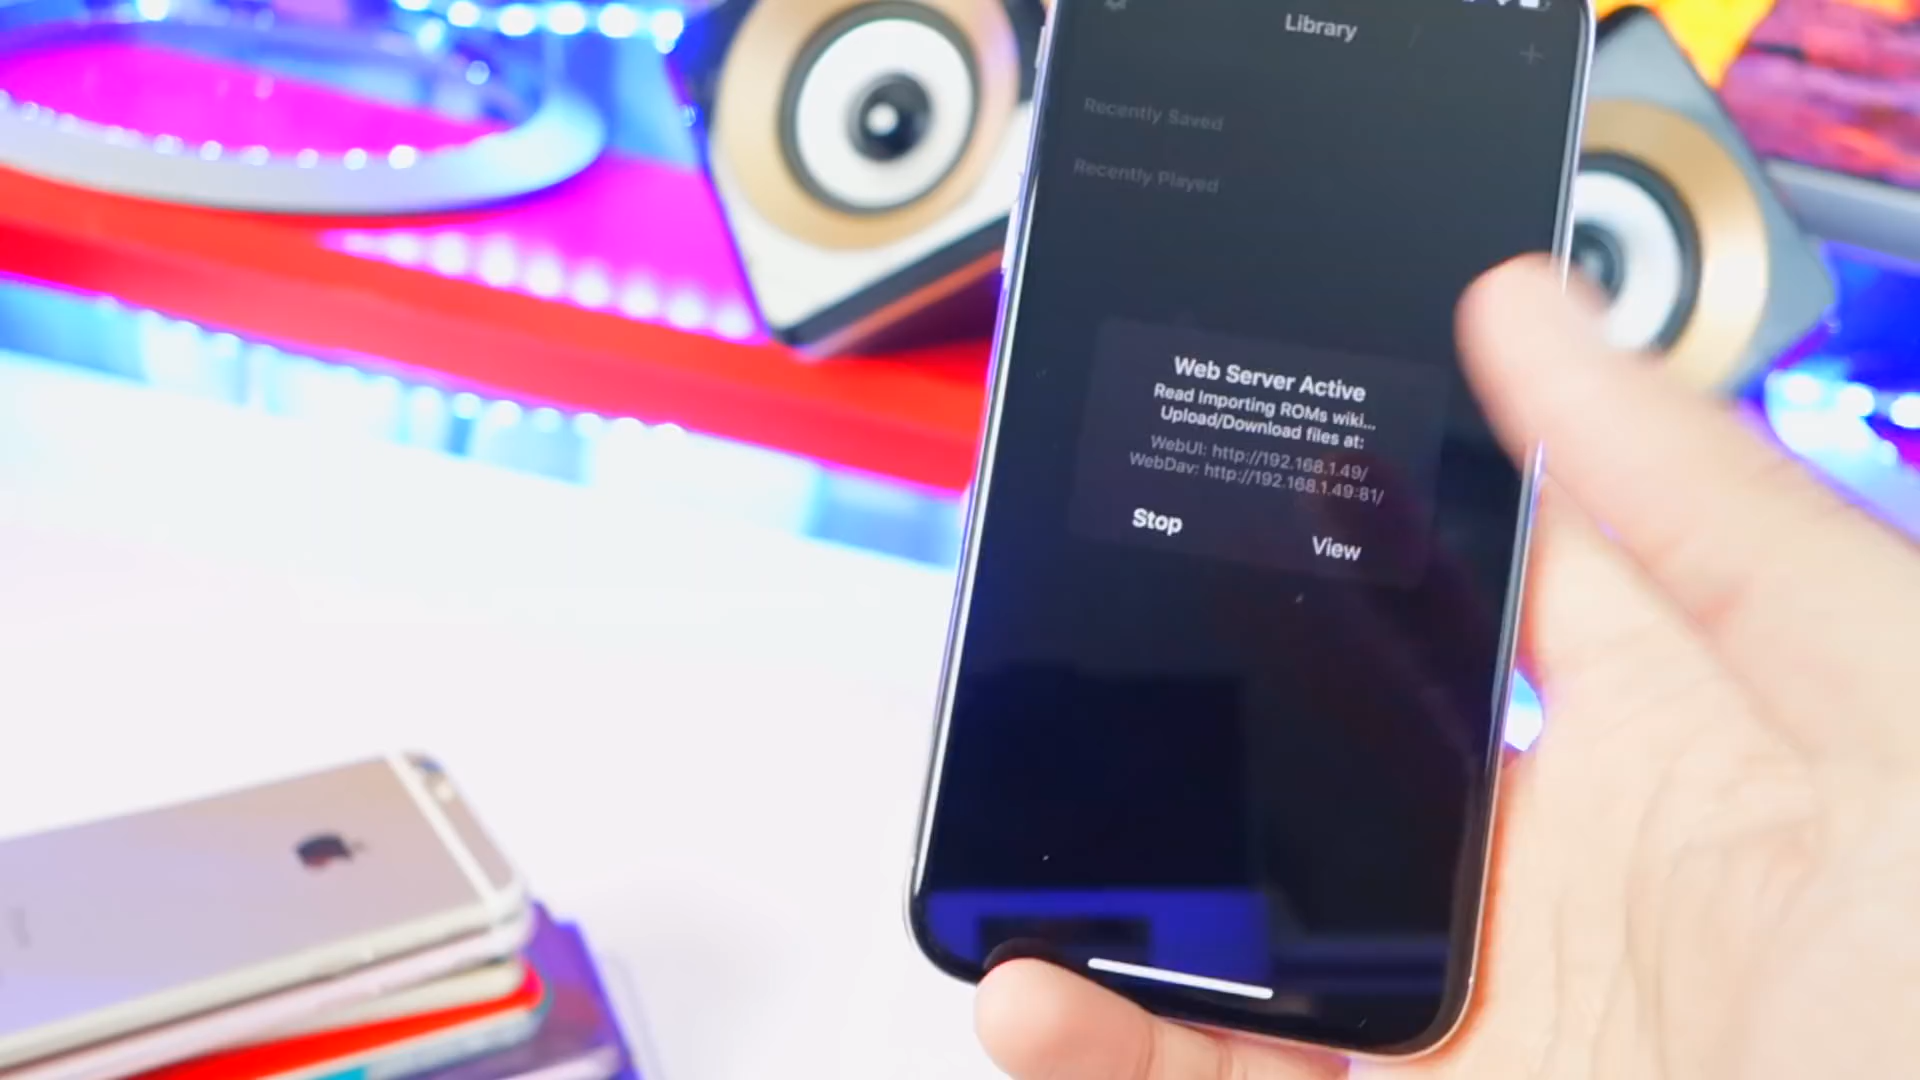 Library
Recently Saved
Recently Played
Web Server Active
Read Importing ROMs wiki...
Upload/Download files at:
WebUI: http://192.168.1.49/
WebDav: http://192.168.1.49:81/
Stop
View